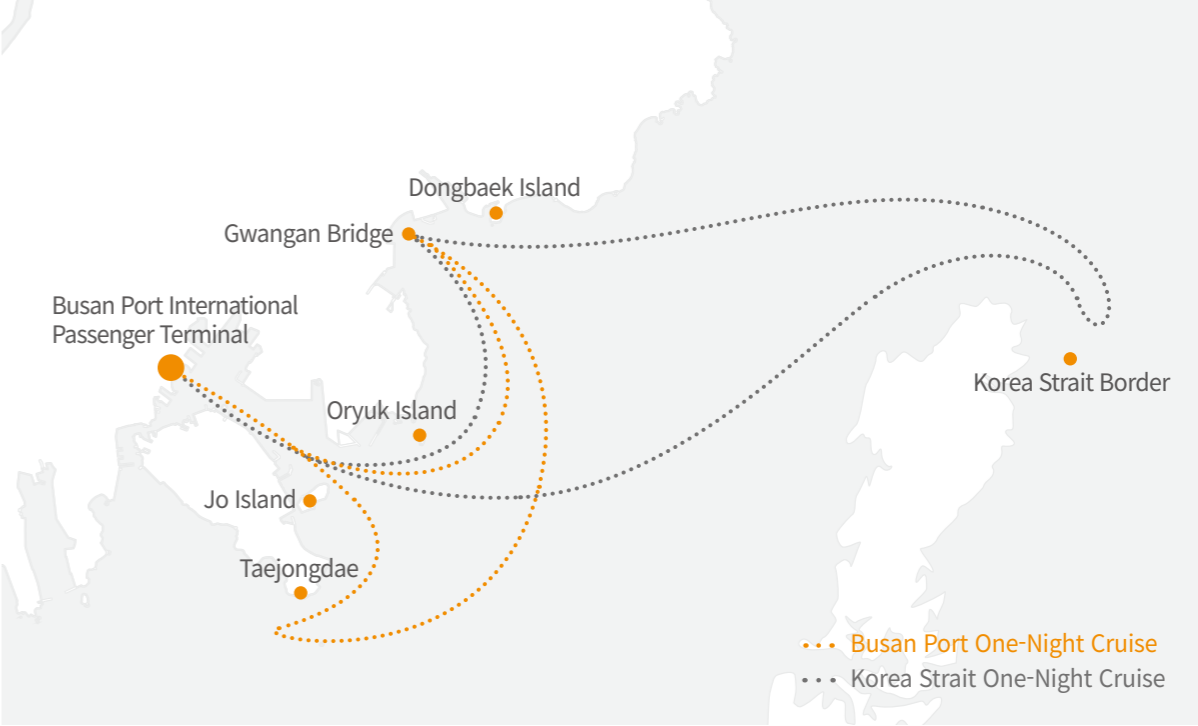 Dongbaek Island
Gwangan Bridge
Busan Port International
Passenger Terminal
Korea Strait Border
Oryuk Island
Jo Island
Taejongdae
Busan Port One-Night Cruise
Korea Strait One-Night Cruise